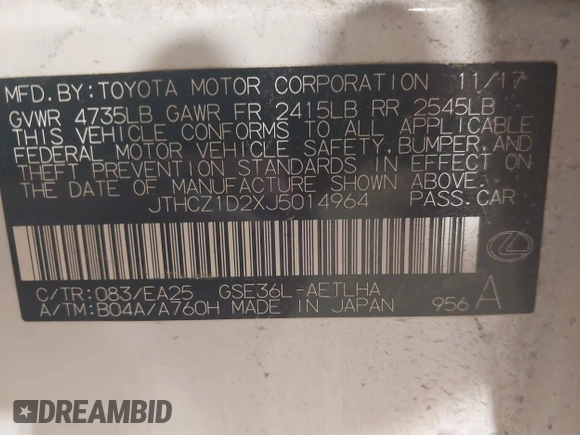 MFD.BY:TOYOTA MOTOR CORPORATION 11/17
GVWR 4735LB GAWR FR 2415LB RR 2545LB
THIS VEHICLE CONFORMS TO ALL APPLICABLE
FEDERAL MOTOR VEHICLE SAFETY,BUMPER,AND
THEFT PREVENTION STANDARDS IN EFFECT ON
THE DATE OF MANUFACTURE SHOWN ABOVE.
JTHCZ1D2XJ5014964 PASS.CAR
C/TR:083/EA25 GSE36L-AETLHA
A/TM:B04A/A760H MADE IN JAPAN 956 A
DREAMBID